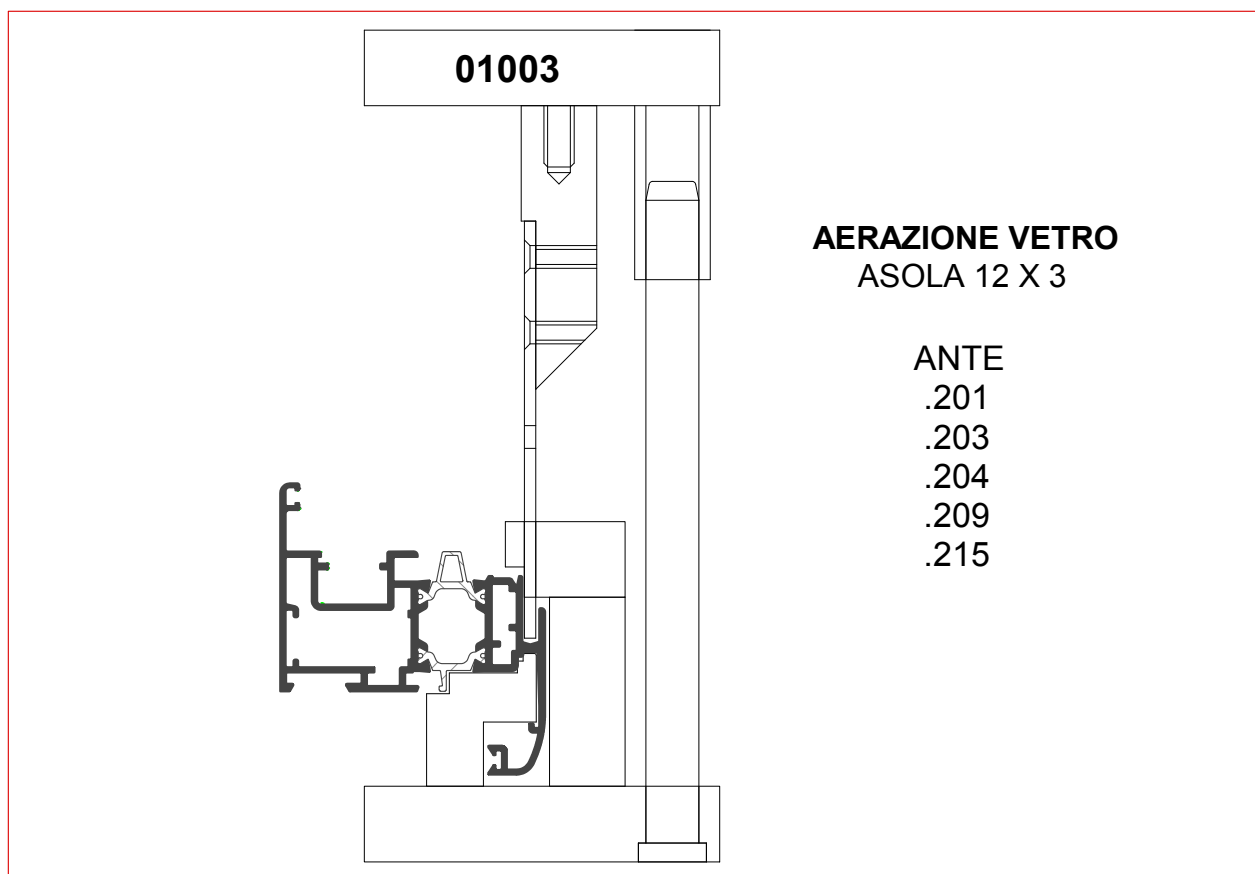 01003
AERAZIONE VETRO
ASOLA 12 X 3
ANTE
.201
.203
.204
.209
.215